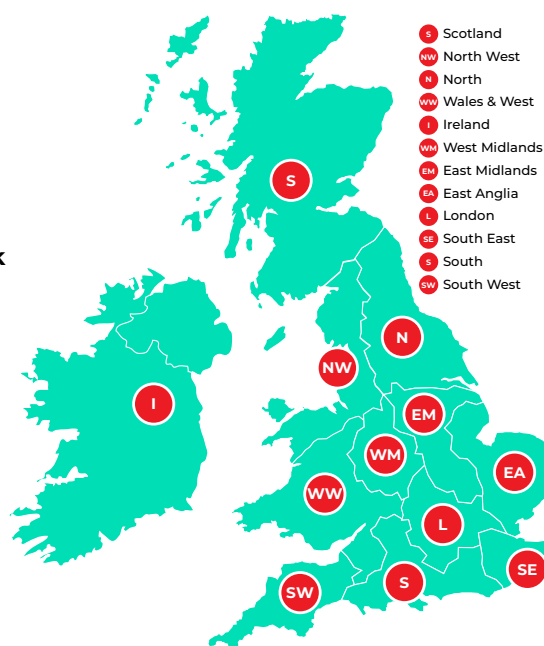 S Scotland
NW North West
N North
WW Wales & West
I Ireland
WM West Midlands
EM East Midlands
EA East Anglia
L London
SE South East
S South
SW South West
S
N
NW
I
EM
WM
EA
WW
L
SE
S
SW